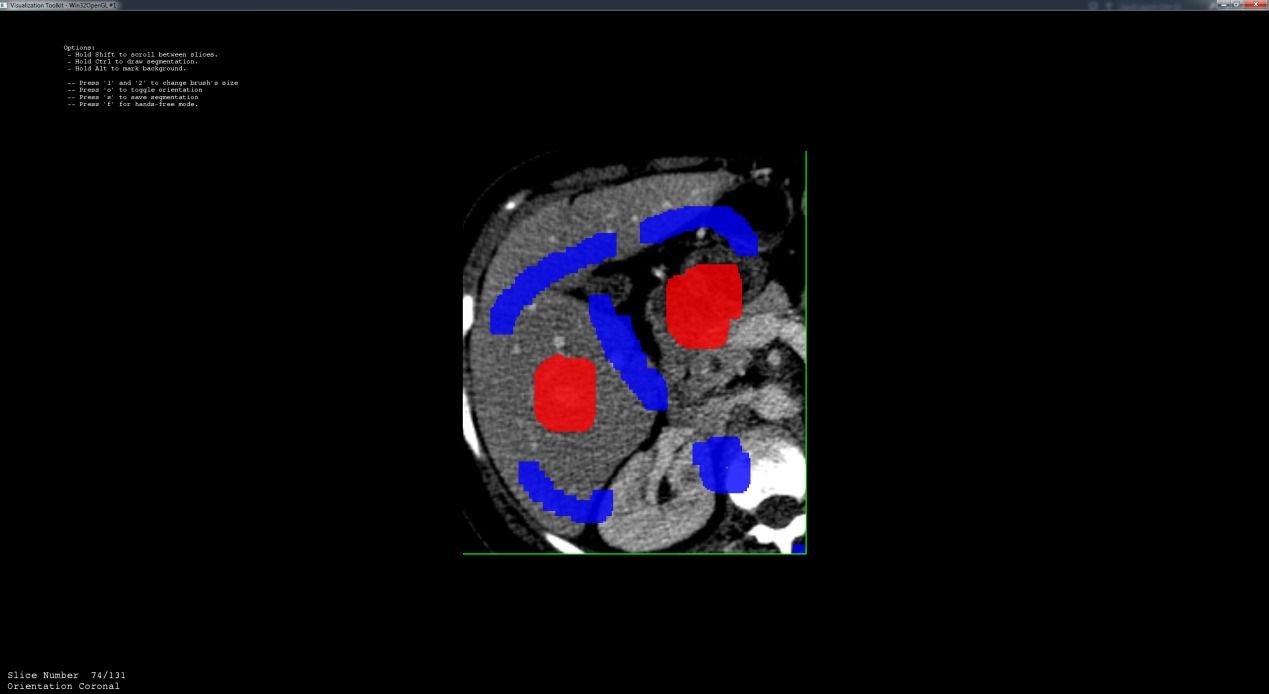 Visualization Toolkit - Win32OpenGL #1
Options:
- Hold Shift to scroll between slices.
- Hold Ctrl to draw segmentation.
- Hold Alt to mark background.
-- Press '1' and '2' to change brush's size
-- Press 'o' to toggle orientation
-- Press 's' to save segmentation
-- Press 'f' for hands-free mode.
Slice Number 74/131
Orientation Coronal